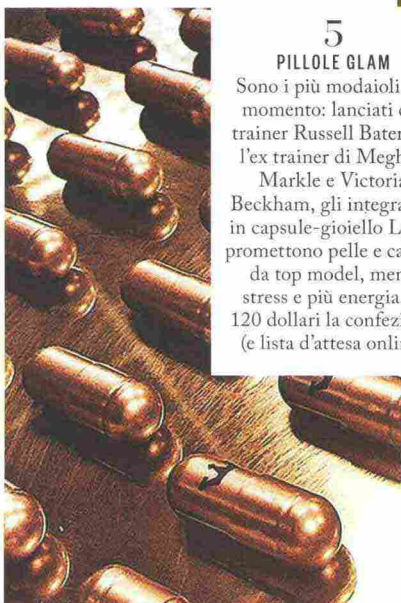 5
PILLOLE GLAM
Sono i più modaioli
momento: lanciati
trainer Russell Bate
l'ex trainer di Megh
Markle e Victoria
Beckham, gli integra
in capsule-gioiello L
promettono pelle e ca
da top model, men
stress e più energia.
120 dollari la confezi
(e lista d'attesa onlin